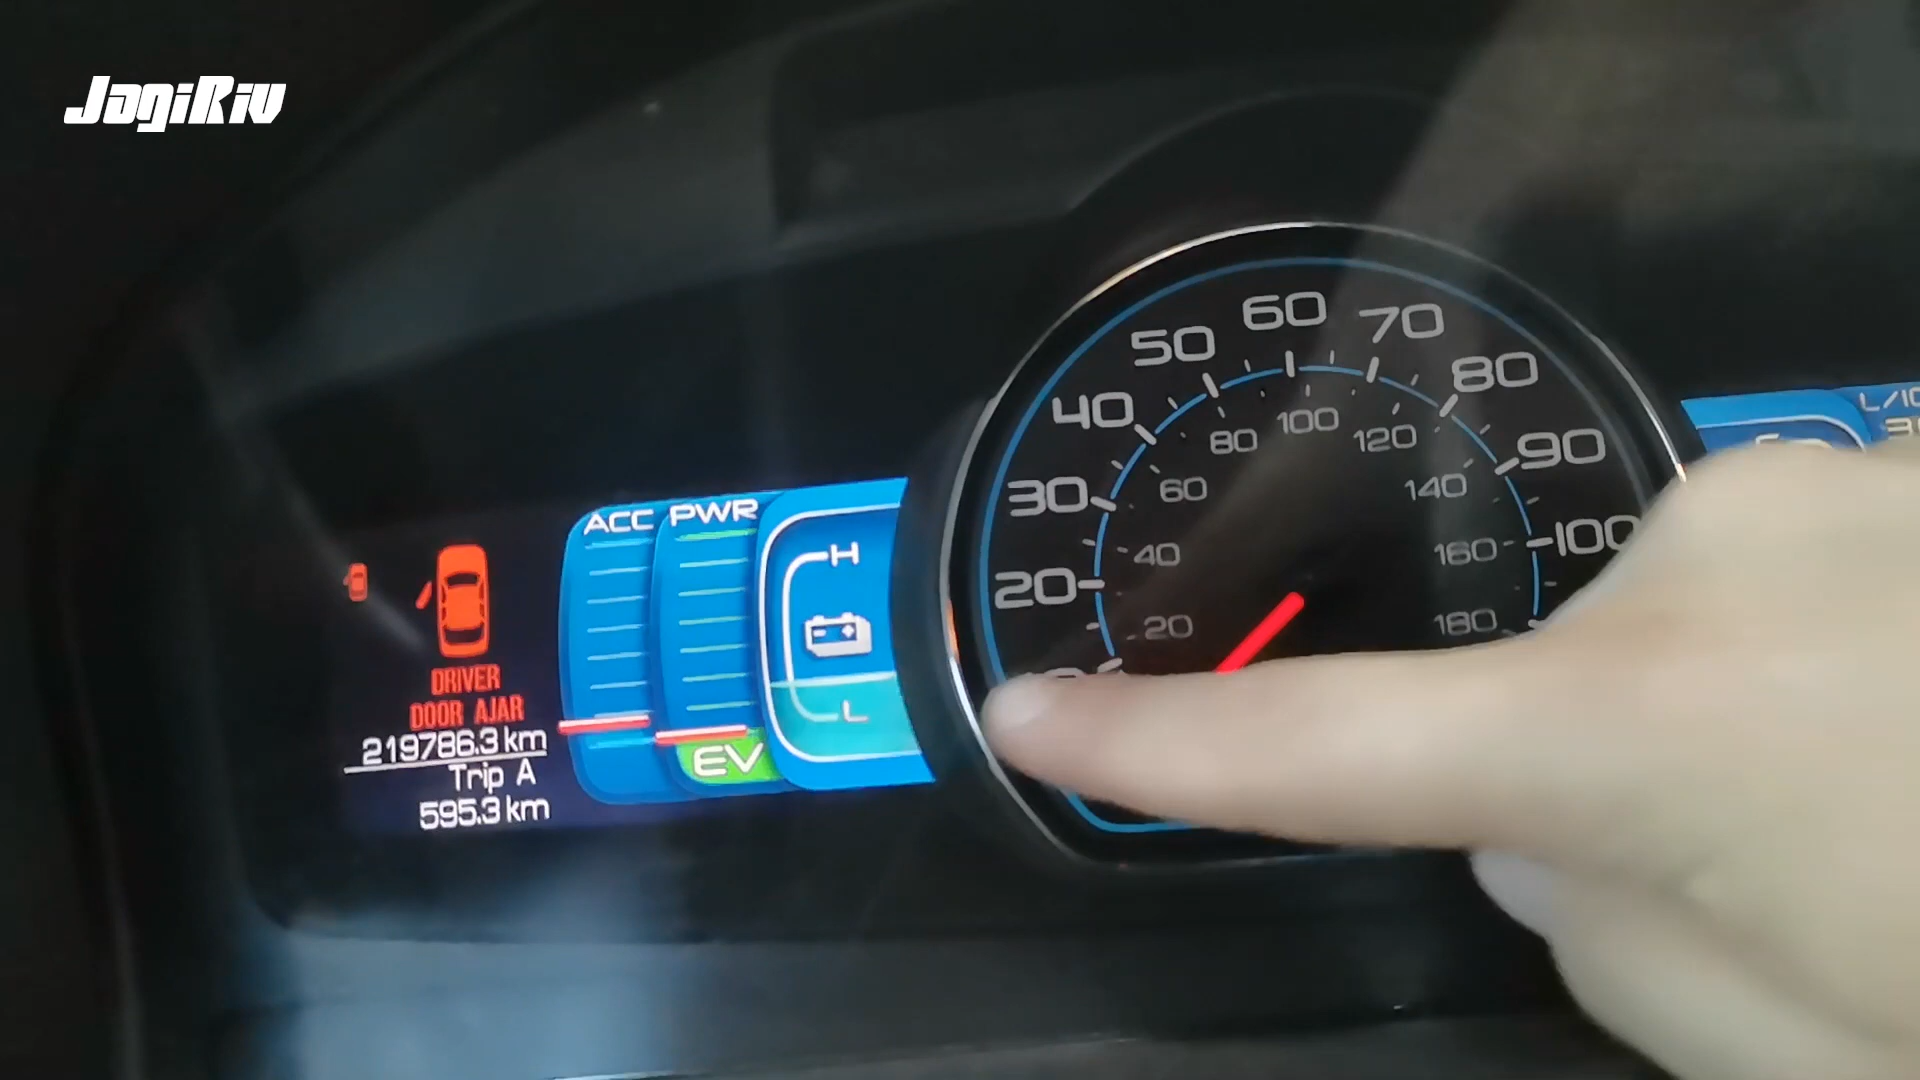 JagiRiv
ACC PWR
H
L
EV
DRIVER
DOOR AJAR
219786.3 km
Trip A
595.3 km
20 30 40 50 60 70 80 90 100
20 40 60 80 100 120 140 160 180
L/10